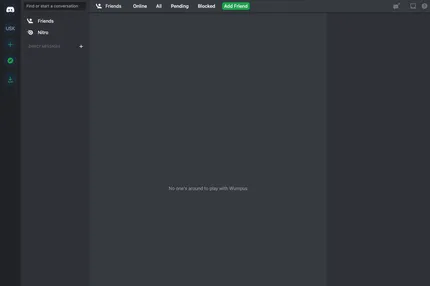 Find or start a conversation
Friends
Nitro
DIRECT MESSAGES
Friends
Online
All
Pending
Blocked
Add Friend
No one's around to play with Wumpus.